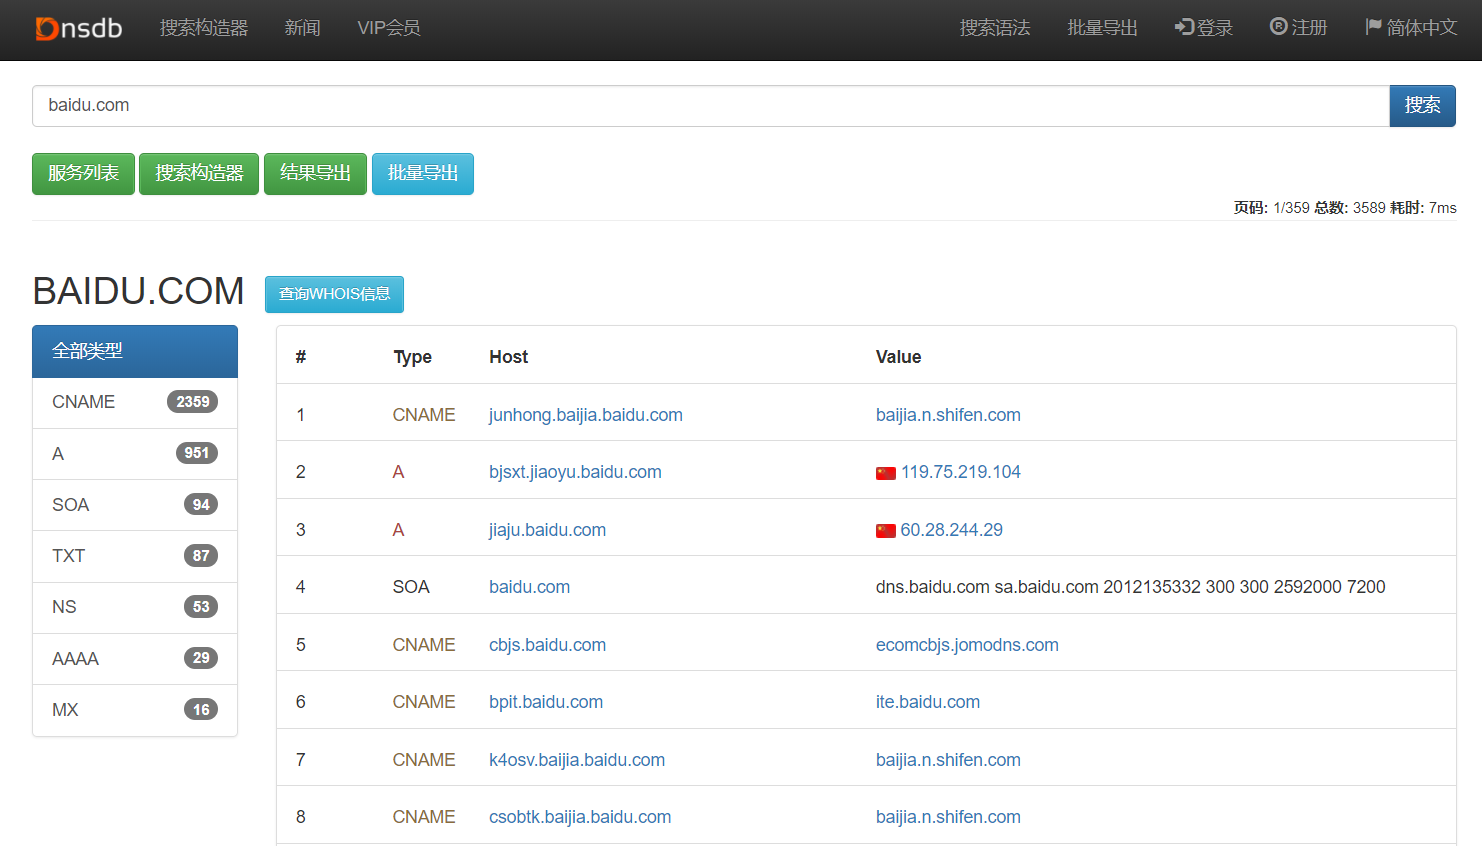 Dnsdb 搜索构造器 新闻 VIP会员 搜索语法 批量导出 登录 注册 简体中文
baidu.com 搜索
服务列表 搜索构造器 结果导出 批量导出
页码: 1/359 总数: 3589 耗时: 7ms
BAIDU.COM 查询WHOIS信息
全部类型
CNAME 2359
A 951
SOA 94
TXT 87
NS 53
AAAA 29
MX 16
# Type Host Value
1 CNAME junhong.baijia.baidu.com baijia.n.shifen.com
2 A bjsxt.jiaoyu.baidu.com 119.75.219.104
3 A jiaju.baidu.com 60.28.244.29
4 SOA baidu.com dns.baidu.com sa.baidu.com 2012135332 300 300 2592000 7200
5 CNAME cbjs.baidu.com ecomcbjs.jomodns.com
6 CNAME bpit.baidu.com ite.baidu.com
7 CNAME k4osv.baijia.baidu.com baijia.n.shifen.com
8 CNAME csobtk.baijia.baidu.com baijia.n.shifen.com